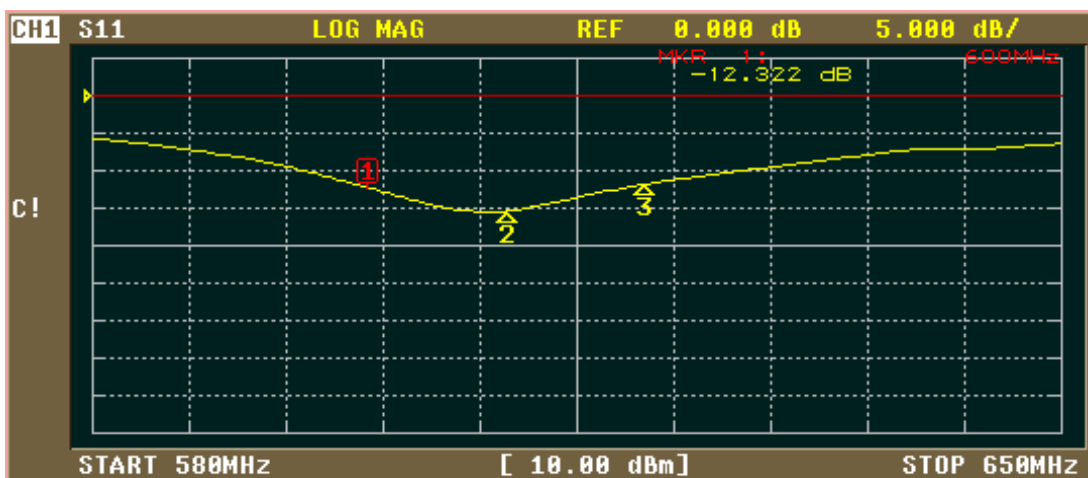 CH1 S11 LOG MAG REF 0.000 dB 5.000 dB/
MKR 1: 600MHz
-12.322 dB
1
C!
2
3
START 580MHz [ 10.00 dBm] STOP 650MHz